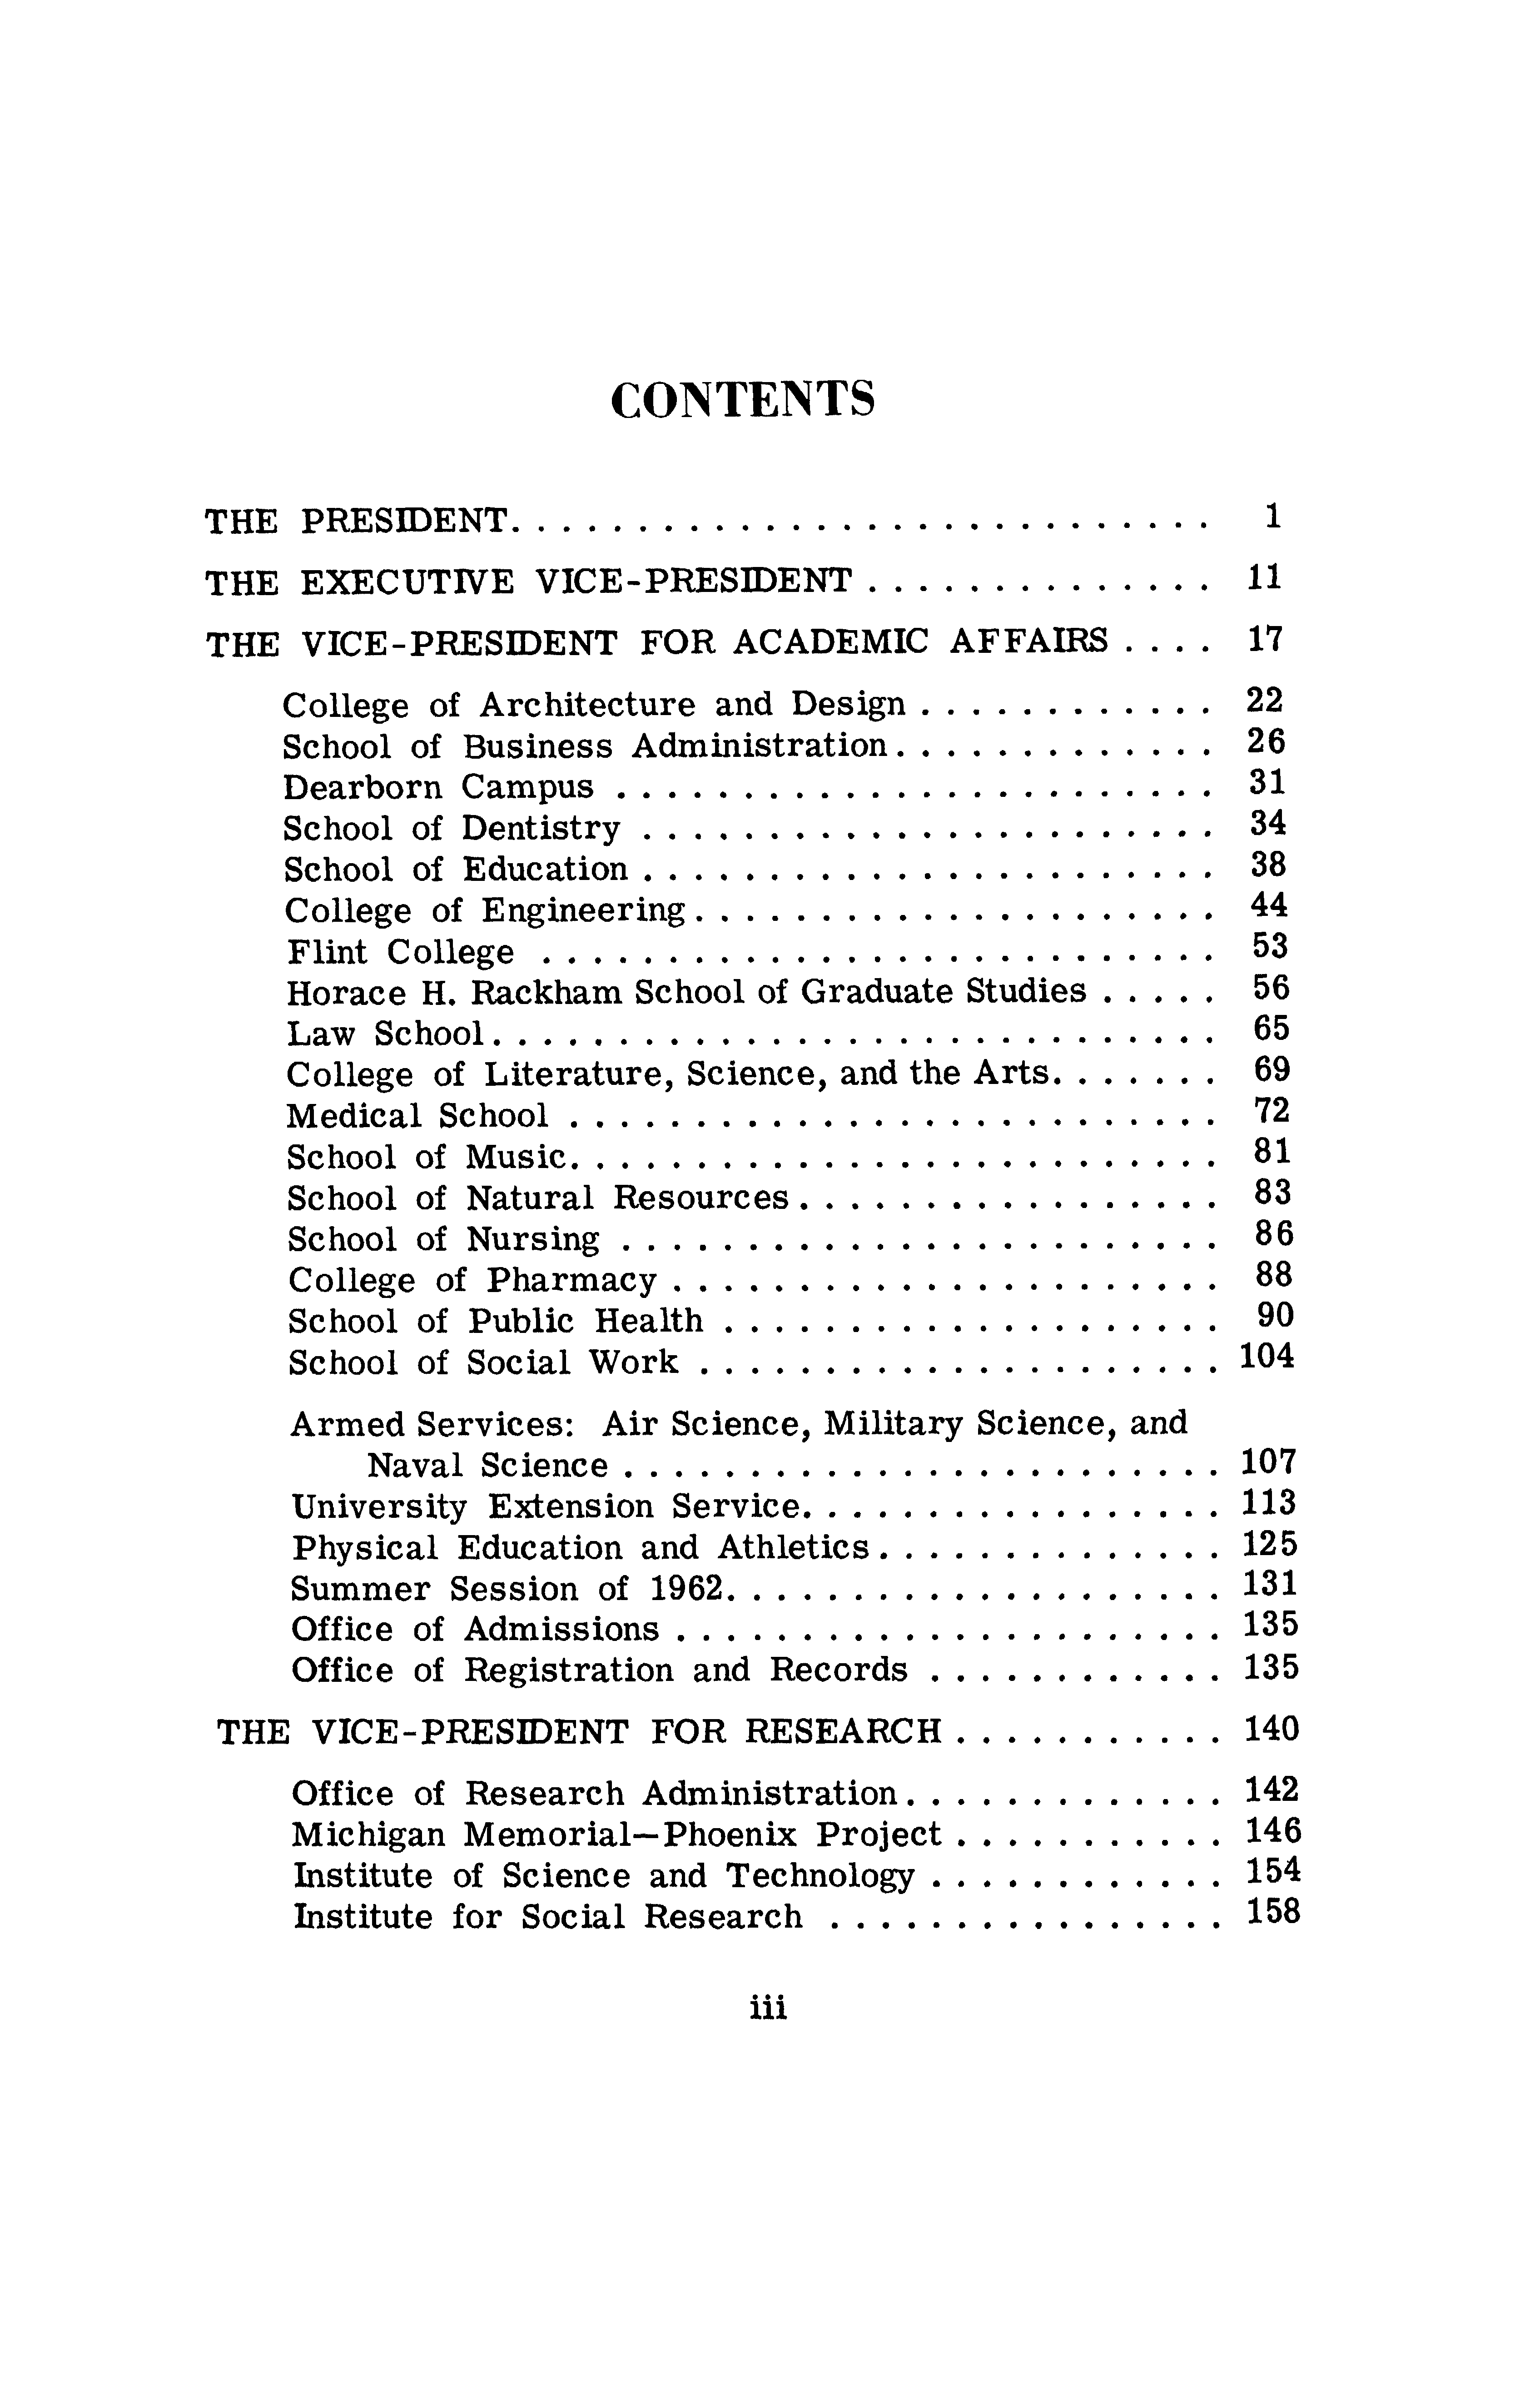 CONTENTS
THE PRESIDENT. . . . . . . . . . . . . . . . . . . . . . . . . . . . 1
THE EXECUTIVE VICE-PRESIDENT . . . . . . . . . . . . . . 11
THE VICE-PRESIDENT FOR ACADEMIC AFFAIRS . . . . 17
College of Architecture and Design . . . . . . . . . . . . 22
School of Business Administration . . . . . . . . . . . . . 26
Dearborn Campus . . . . . . . . . . . . . . . . . . . . . . . . 31
School of Dentistry . . . . . . . . . . . . . . . . . . . . . . . 34
School of Education . . . . . . . . . . . . . . . . . . . . . . . 38
College of Engineering . . . . . . . . . . . . . . . . . . . . . 44
Flint College . . . . . . . . . . . . . . . . . . . . . . . . . . . 53
Horace H. Rackham School of Graduate Studies . . . . . 56
Law School . . . . . . . . . . . . . . . . . . . . . . . . . . . . . 65
College of Literature, Science, and the Arts. . . . . . . 69
Medical School . . . . . . . . . . . . . . . . . . . . . . . . . . 72
School of Music. . . . . . . . . . . . . . . . . . . . . . . . . . 81
School of Natural Resources . . . . . . . . . . . . . . . . . 83
School of Nursing . . . . . . . . . . . . . . . . . . . . . . . . 86
College of Pharmacy . . . . . . . . . . . . . . . . . . . . . . 88
School of Public Health . . . . . . . . . . . . . . . . . . . . 90
School of Social Work . . . . . . . . . . . . . . . . . . . . . 104
Armed Services: Air Science, Military Science, and
Naval Science . . . . . . . . . . . . . . . . . . . . . . . . 107
University Extension Service. . . . . . . . . . . . . . . . . 113
Physical Education and Athletics . . . . . . . . . . . . . . 125
Summer Session of 1962. . . . . . . . . . . . . . . . . . . . 131
Office of Admissions . . . . . . . . . . . . . . . . . . . . . . 135
Office of Registration and Records . . . . . . . . . . . . 135
THE VICE-PRESIDENT FOR RESEARCH . . . . . . . . . . . 140
Office of Research Administration . . . . . . . . . . . . . 142
Michigan Memorial—Phoenix Project . . . . . . . . . . . 146
Institute of Science and Technology . . . . . . . . . . . . 154
Institute for Social Research . . . . . . . . . . . . . . . . 158
iii